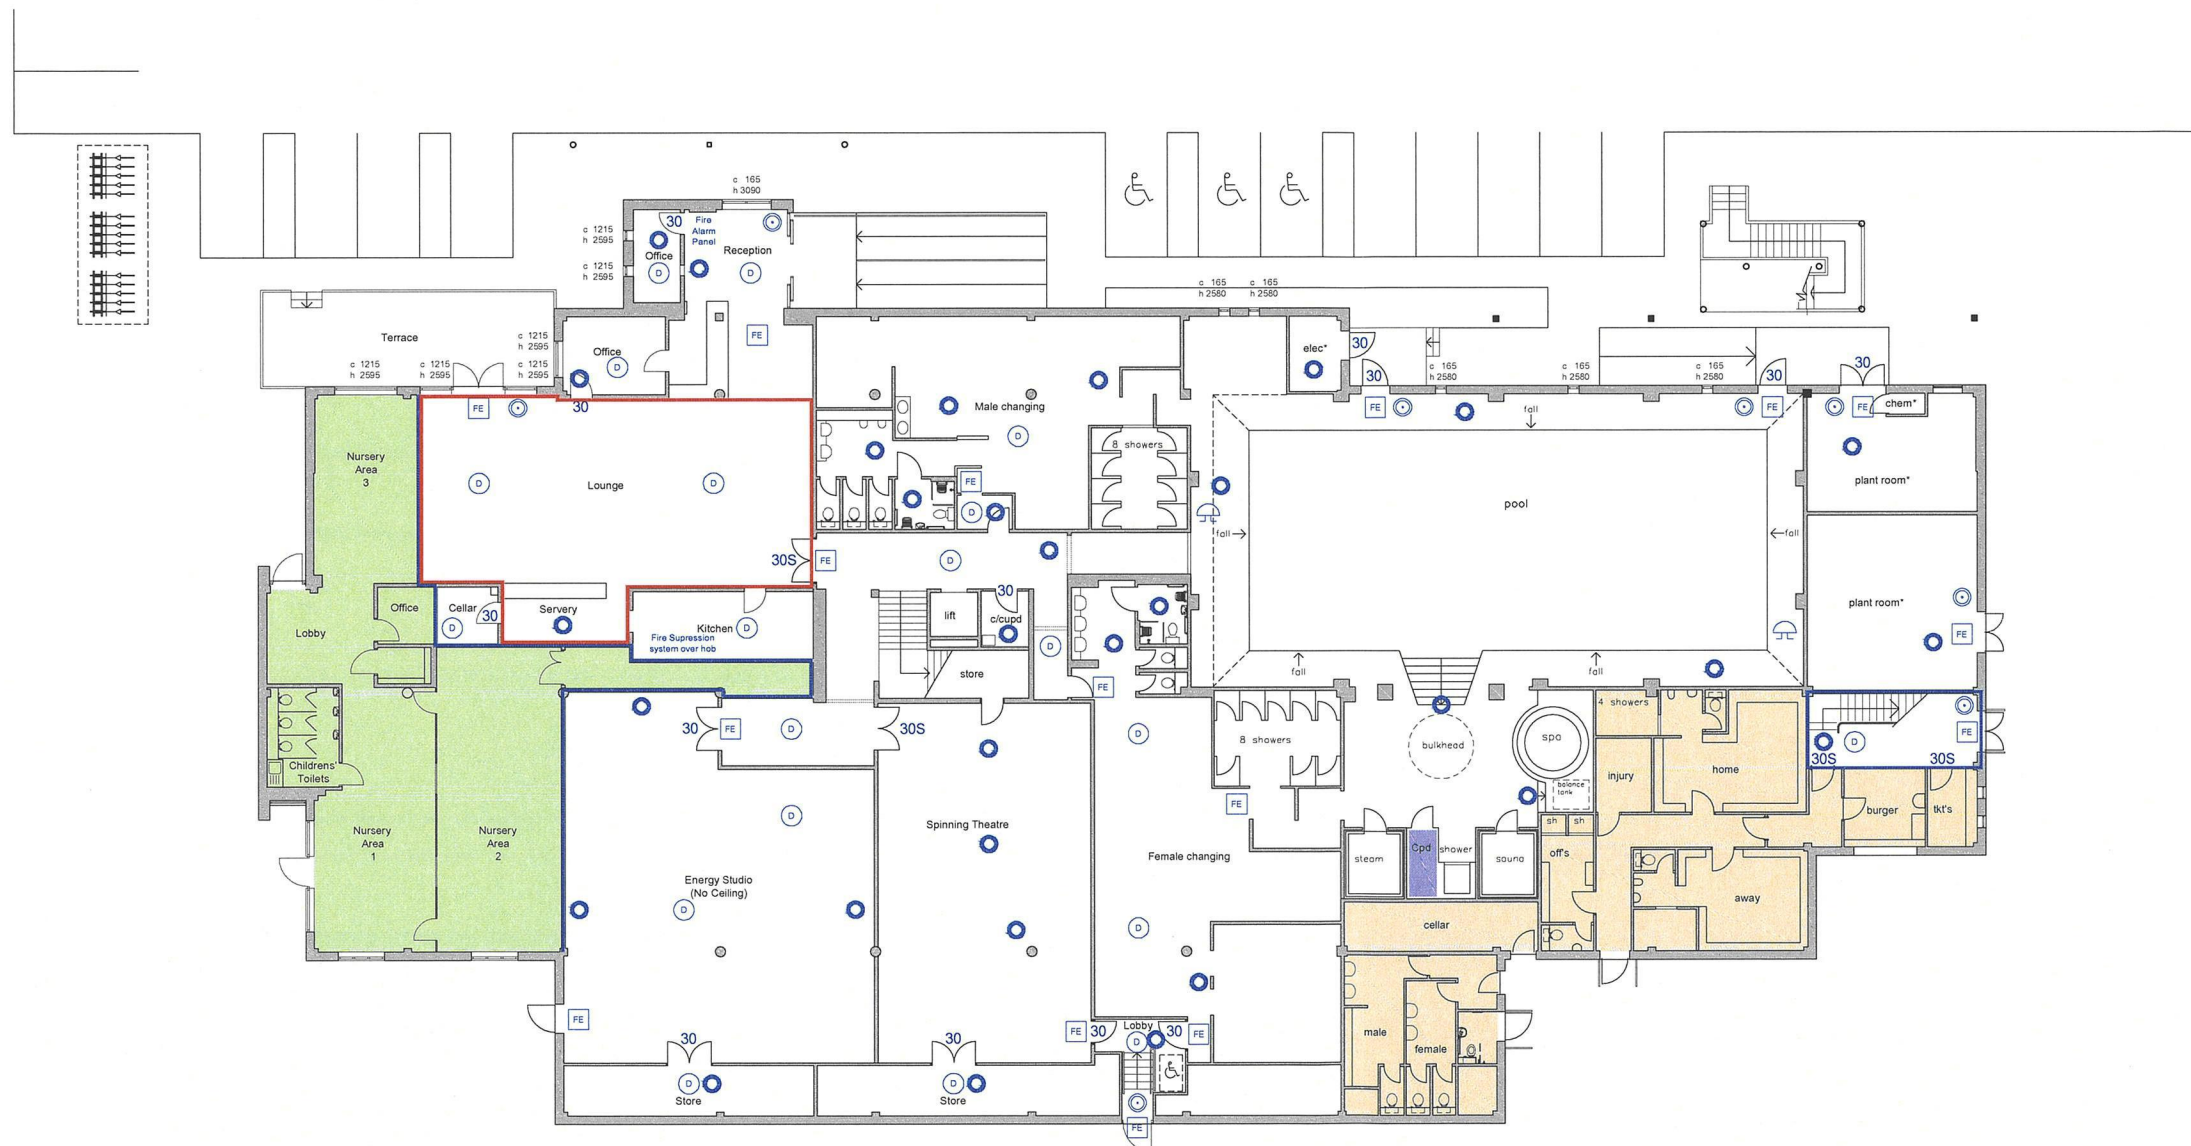 c 165
h 3090
30
Fire
Alarm
Panel
c 1215
h 2595
Office
Reception
D
D
c 1215
h 2595
c 165
h 2580
c 165
h 2580
Terrace
c 1215
h 2595
FE
Office
D
elec*
30
c 1215
h 2595
c 1215
h 2595
c 1215
h 2595
30
c 165
h 2580
c 165
h 2580
c 165
h 2580
30
30
FE
30
Male changing
D
FE
fall
FE
FE
chem*
8 showers
Nursery
Area
3
D
Lounge
D
FE
D
plant room*
pool
fall
fall
30S
FE
D
30
Office
Cellar
30
D
Servery
Kitchen
D
Fire Supression
system over hob
lift
c/cupd
plant room*
FE
Lobby
D
store
fall
fall
FE
4 showers
30
FE
D
30S
D
8 showers
bulkhead
spa
home
D
FE
30S
30S
Childrens'
Toilets
injury
balance
tank
FE
burger
tkt's
D
Nursery
Area
1
Nursery
Area
2
Spinning Theatre
sh
sh
Female changing
steam
Cpd
shower
sauna
off's
Energy Studio
(No Ceiling)
D
away
D
cellar
FE
FE
30
Lobby
D
30
FE
male
female
30
30
D
Store
D
Store
FE